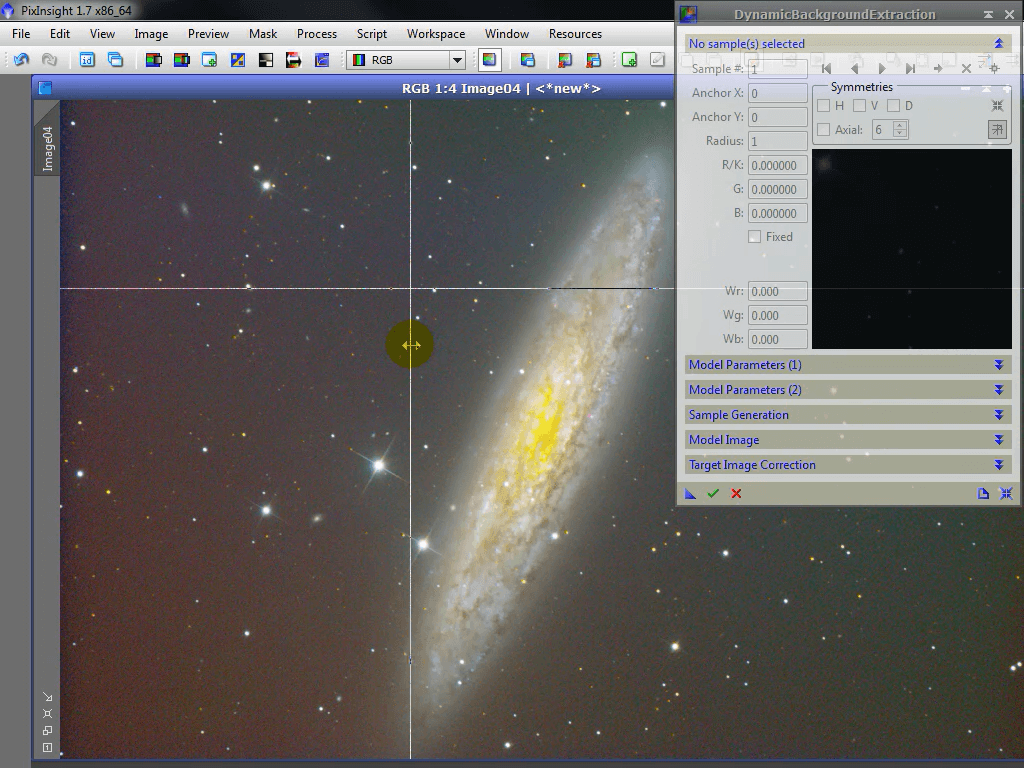 PixInsight 1.7 x86_64
File Edit View Image Preview Mask Process Script Workspace Window Resources
id RGB
RGB 1:4 Image04 | <*new*>
Image04
DynamicBackgroundExtraction
No sample(s) selected
Sample #: 1
Anchor X: 0
Anchor Y: 0
Radius: 1
R/K: 0.000000
G: 0.000000
B: 0.000000
Fixed
Wr: 0.000
Wg: 0.000
Wb: 0.000
Symmetries
H V D
Axial: 6
Model Parameters (1)
Model Parameters (2)
Sample Generation
Model Image
Target Image Correction